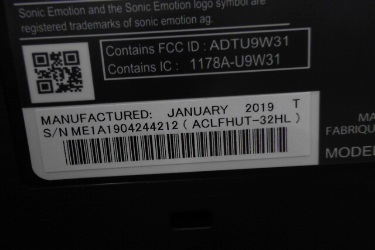 Sonic Emotion and the Sonic Emotion logo symbol are
registered trademarks of sonic emotion ag.
Contains FCC ID : ADTU9W31
Contains IC : 1178A-U9W31
MANUFACTURED: JANUARY 2019 T
S/N ME1A1904244212 ( ACLFHUT-32HL )
MA
FABRIQU
MODE